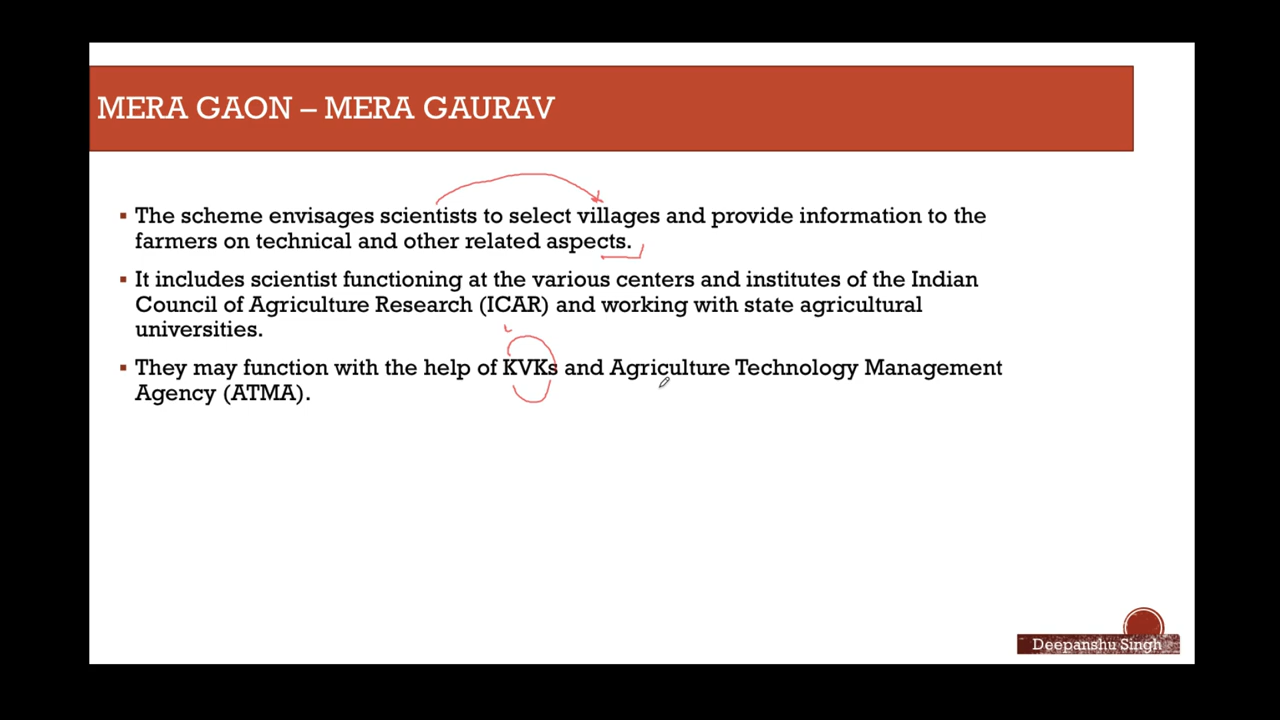 MERA GAON – MERA GAURAV
▪ The scheme envisages scientists to select villages and provide information to the
farmers on technical and other related aspects.
▪ It includes scientist functioning at the various centers and institutes of the Indian
Council of Agriculture Research (ICAR) and working with state agricultural
universities.
▪ They may function with the help of KVKs and Agriculture Technology Management
Agency (ATMA).
Deepanshu Singh